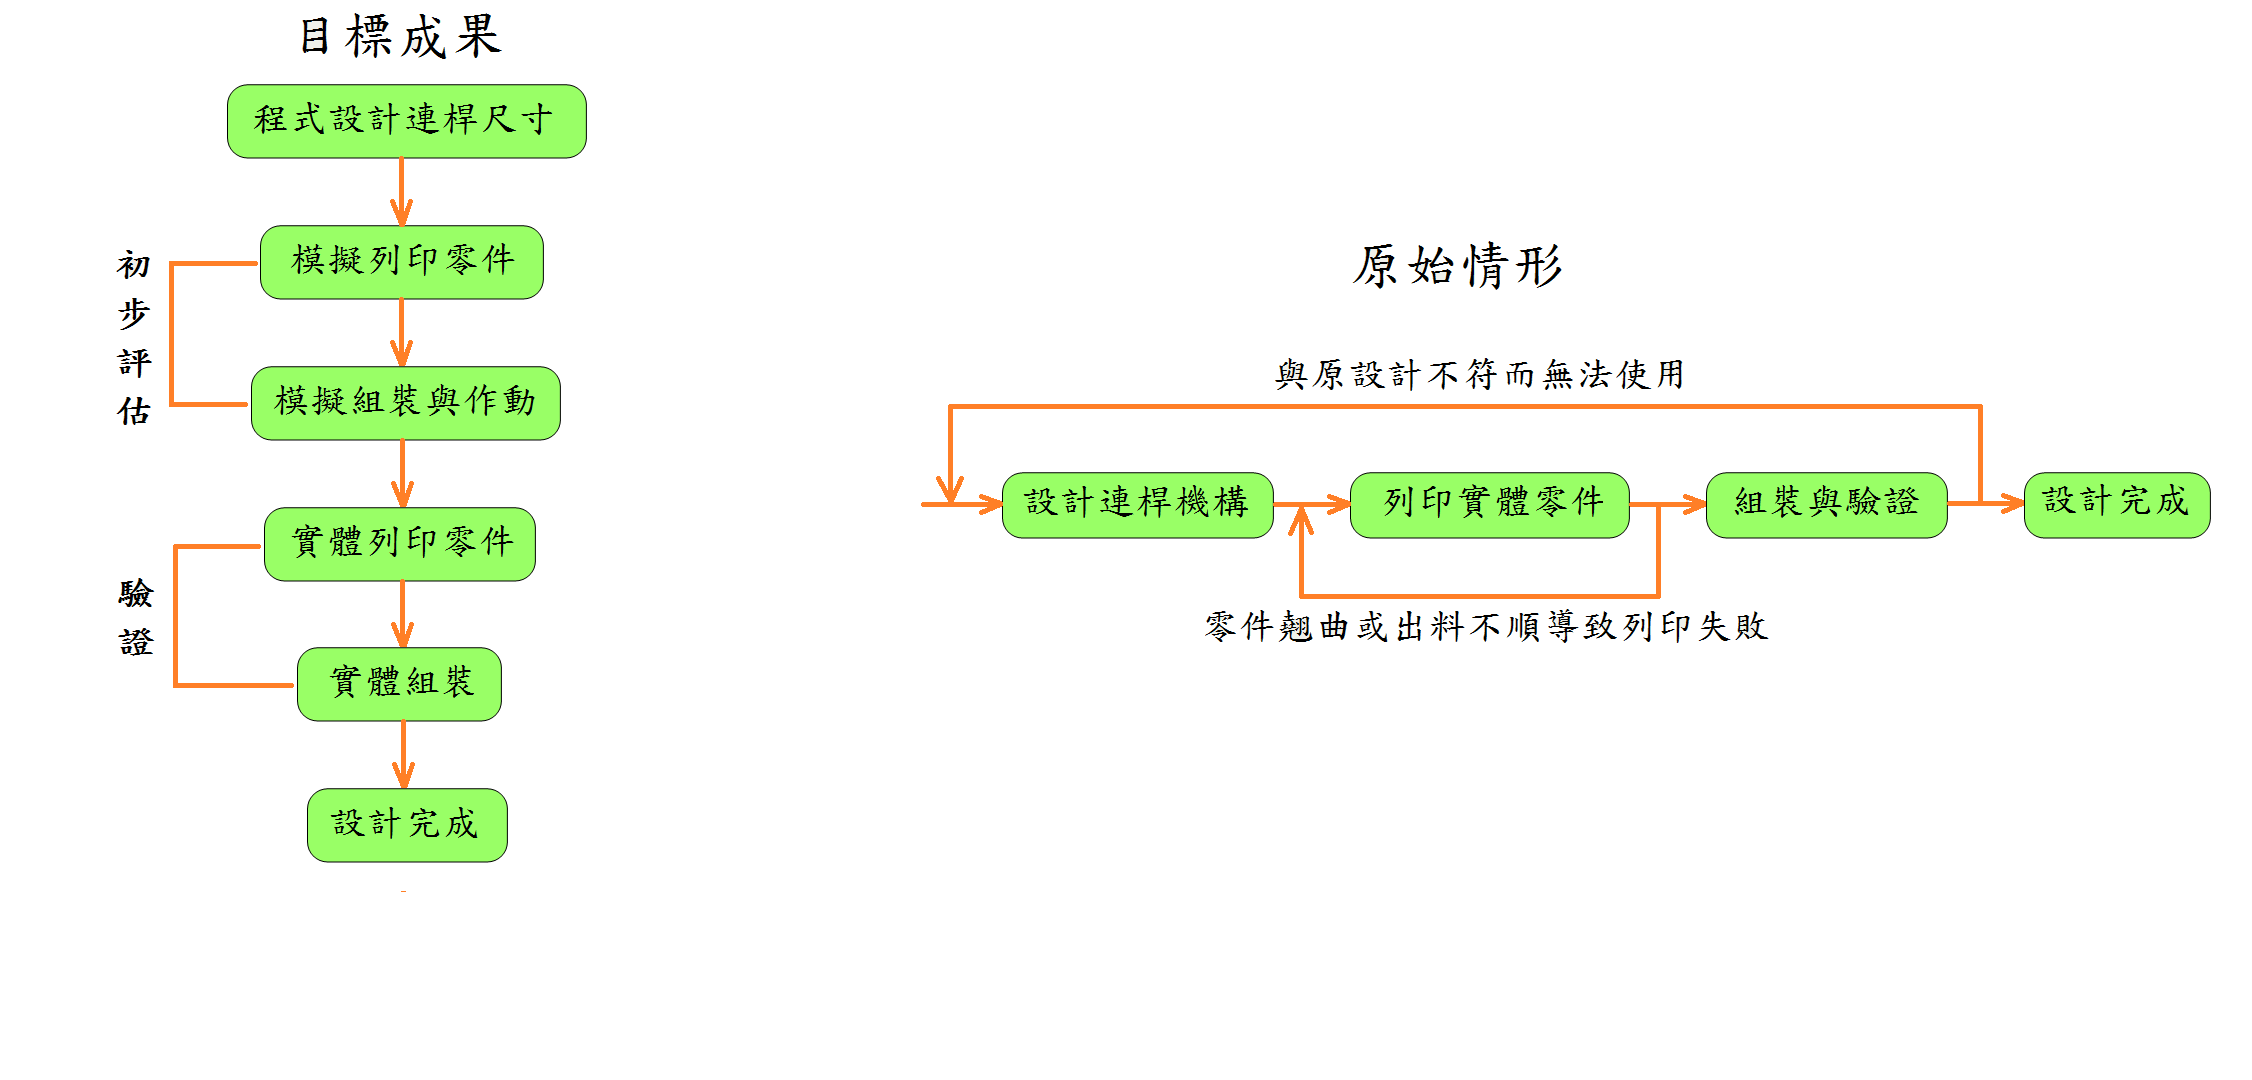 目標成果
程式設計連桿尺寸
模擬列印零件
模擬組裝與作動
初步評估
實體列印零件
實體組裝
驗證
設計完成
原始情形
與原設計不符而無法使用
設計連桿機構
列印實體零件
組裝與驗證
設計完成
零件翹曲或出料不順導致列印失敗